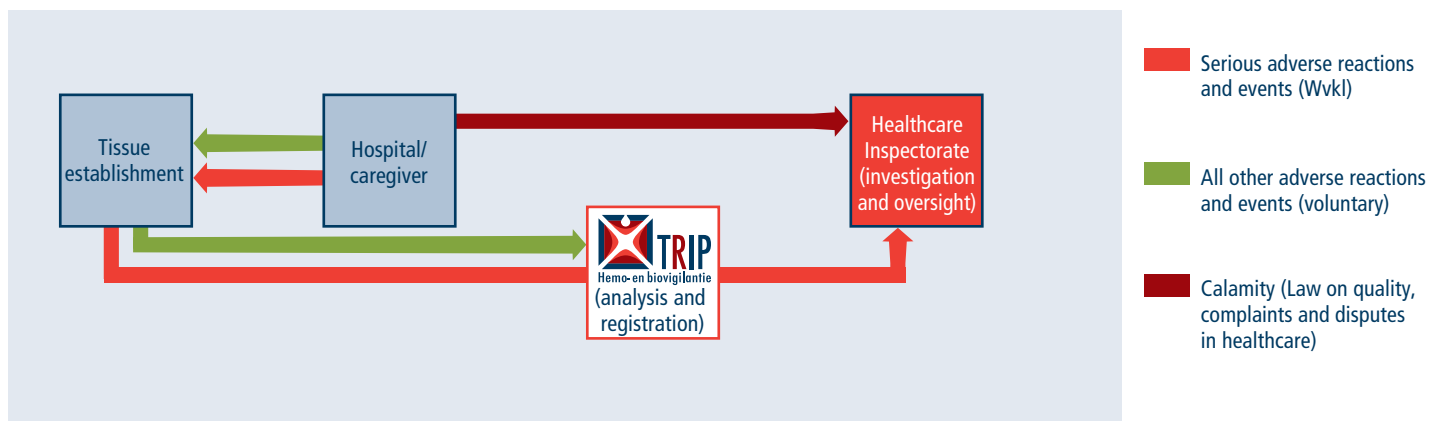 Tissue
establishment
Hospital/
caregiver
Healthcare
Inspectorate
(investigation
and oversight)
TRIP
Hemo- en biovigilantie
(analysis and
registration)
Serious adverse reactions
and events (Wvkl)
All other adverse reactions
and events (voluntary)
Calamity (Law on quality,
complaints and disputes
in healthcare)